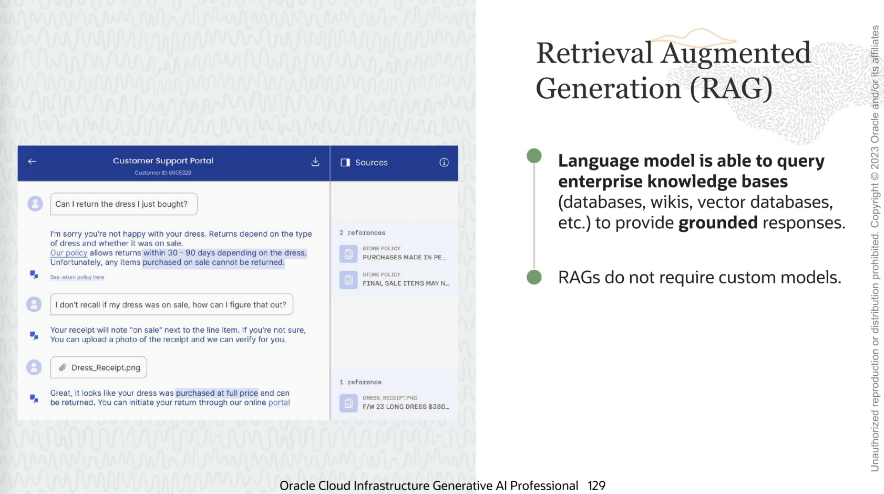 Retrieval Augmented
Generation (RAG)
Language model is able to query
enterprise knowledge bases
(databases, wikis, vector databases,
etc.) to provide grounded responses.
RAGs do not require custom models.
Customer Support Portal
Customer ID:8605323
Sources
Can I return the dress I just bought?
I'm sorry you're not happy with your dress. Returns depend on the type
of dress and whether it was on sale.
Our policy allows returns within 30 - 90 days depending on the dress.
Unfortunately, any items purchased on sale cannot be returned.
See return policy here
2 references
STORE POLICY
PURCHASES MADE IN PE...
STORE POLICY
FINAL SALE ITEMS MAY N...
I don't recall if my dress was on sale, how can I figure that out?
Your receipt will note "on sale" next to the line item. If you're not sure,
You can upload a photo of the receipt and we can verify for you.
Dress_Receipt.png
Great, it looks like your dress was purchased at full price and can
be returned. You can initiate your return through our online portal
1 reference
DRESS_RECEIPT.PNG
F/W 23 LONG DRESS $380...
Oracle Cloud Infrastructure Generative AI Professional 129
Unauthorized reproduction or distribution prohibited. Copyright © 2023 Oracle and/or its affiliates